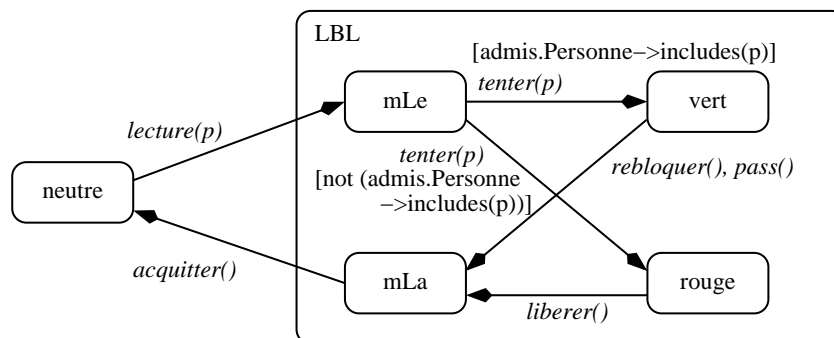 LBL
[admis.Personne−>includes(p)]
mLe
tenter(p)
vert
lecture(p)
tenter(p)
[not (admis.Personne
−>includes(p))]
rebloquer(), pass()
neutre
acquitter()
mLa
liberer()
rouge